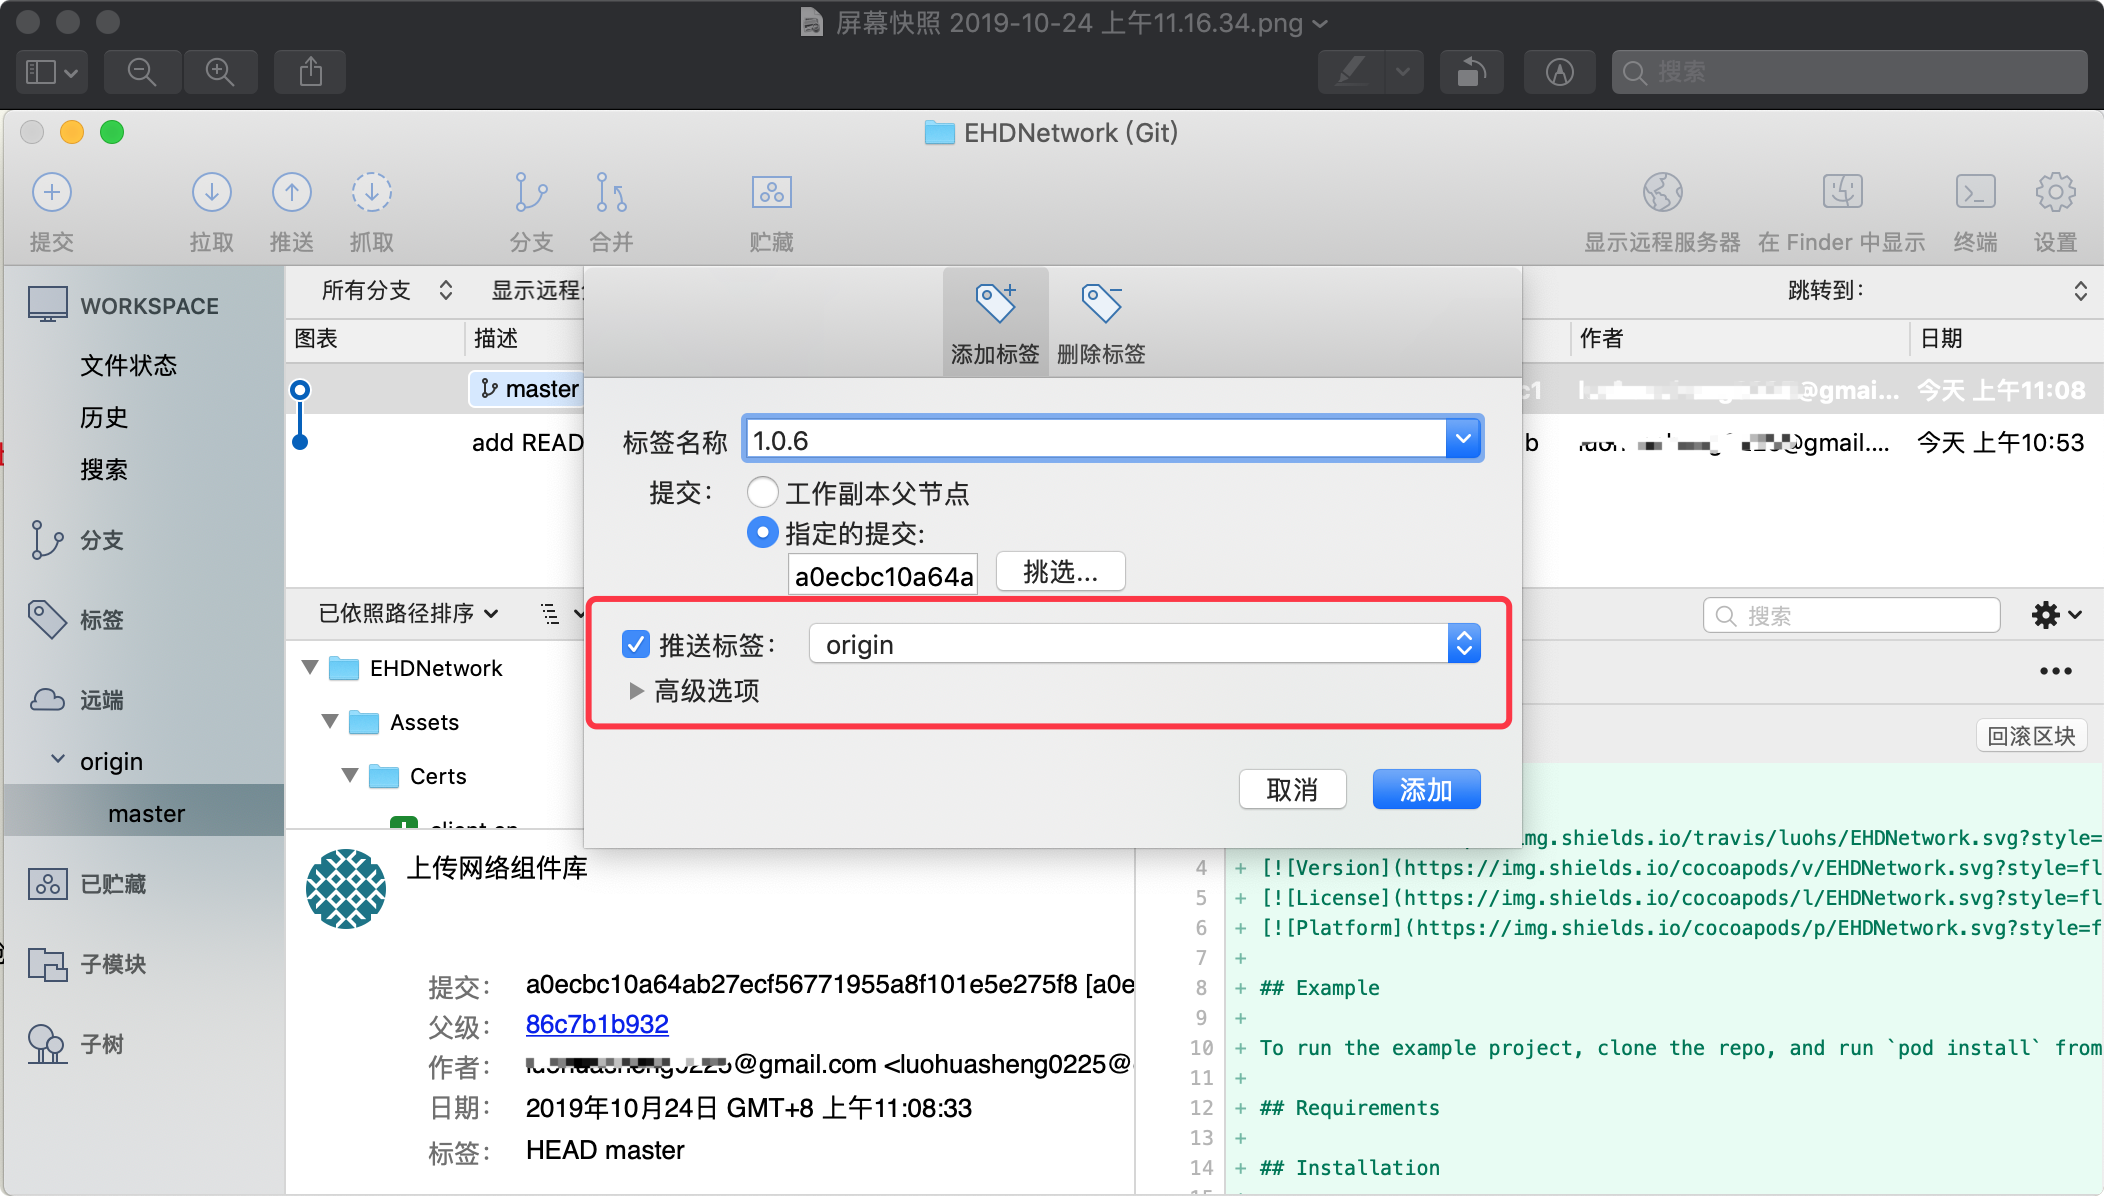 屏幕快照 2019-10-24 上午11.16.34.png
搜索
EHDNetwork (Git)
提交 拉取 推送 抓取 分支 合并 贮藏 显示远程服务器 在 Finder 中显示 终端 设置
WORKSPACE
文件状态
历史
搜索
分支
标签
远端
origin
master
已贮藏
子模块
子树
所有分支 显示远程 跳转到：
图表 描述 作者 日期
master c1 @gmai... 今天 上午11:08
add READ b @gmail.... 今天 上午10:53
添加标签 删除标签
标签名称 1.0.6
提交： 工作副本父节点
指定的提交：
a0ecbc10a64a 挑选...
推送标签： origin
高级选项
取消 添加
已依照路径排序 搜索
EHDNetwork
Assets
Certs
回滚区块
上传网络组件库
提交： a0ecbc10a64ab27ecf56771955a8f101e5e275f8 [a0e
父级： 86c7b1b932
作者： @gmail.com <luohuasheng0225@
日期： 2019年10月24日 GMT+8 上午11:08:33
标签： HEAD master
mg.shields.io/travis/luohs/EHDNetwork.svg?style=
4 + [![Version](https://img.shields.io/cocoapods/v/EHDNetwork.svg?style=fl
5 + [![License](https://img.shields.io/cocoapods/l/EHDNetwork.svg?style=fl
6 + [![Platform](https://img.shields.io/cocoapods/p/EHDNetwork.svg?style=f
7 +
8 + ## Example
9 +
10 + To run the example project, clone the repo, and run `pod install` from
11 +
12 + ## Requirements
13 +
14 + ## Installation